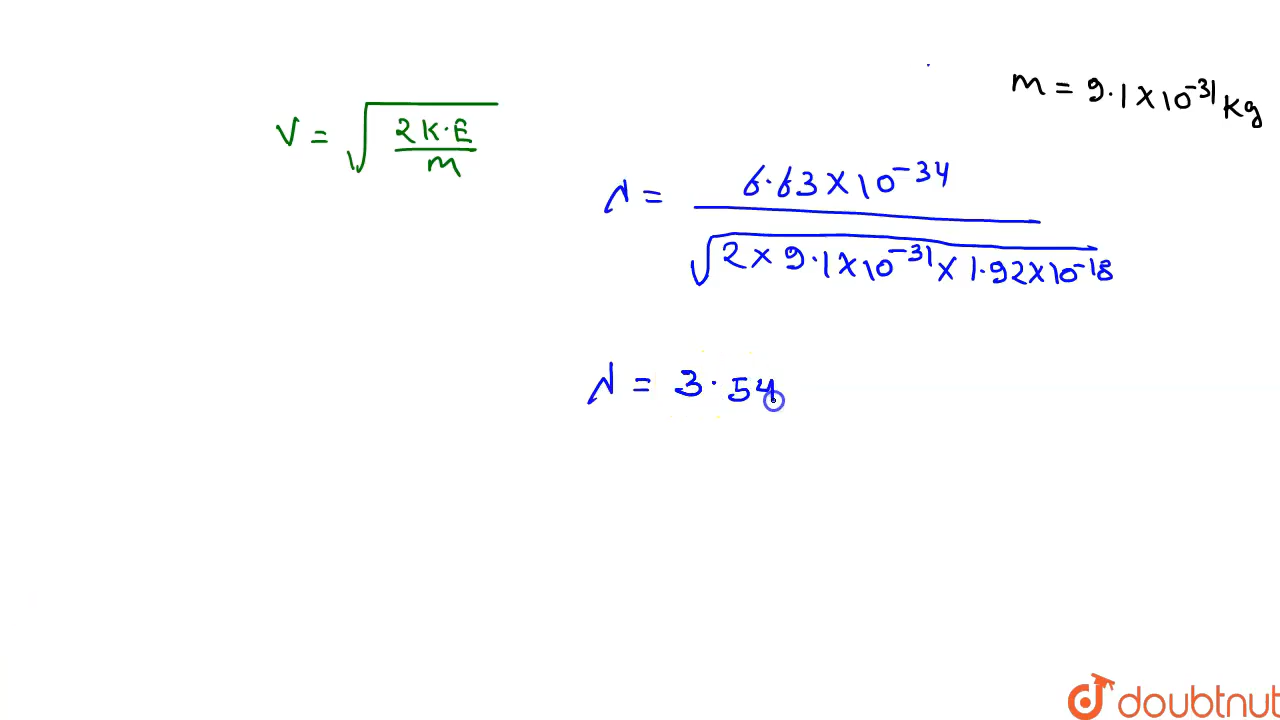 m = 9.1 × 10⁻³¹ kg
V = √(2K·E / m)
λ = 6.63 × 10⁻³⁴ / √(2 × 9.1 × 10⁻³¹ × 1.92 × 10⁻¹⁸)
λ = 3.54
doubtnut